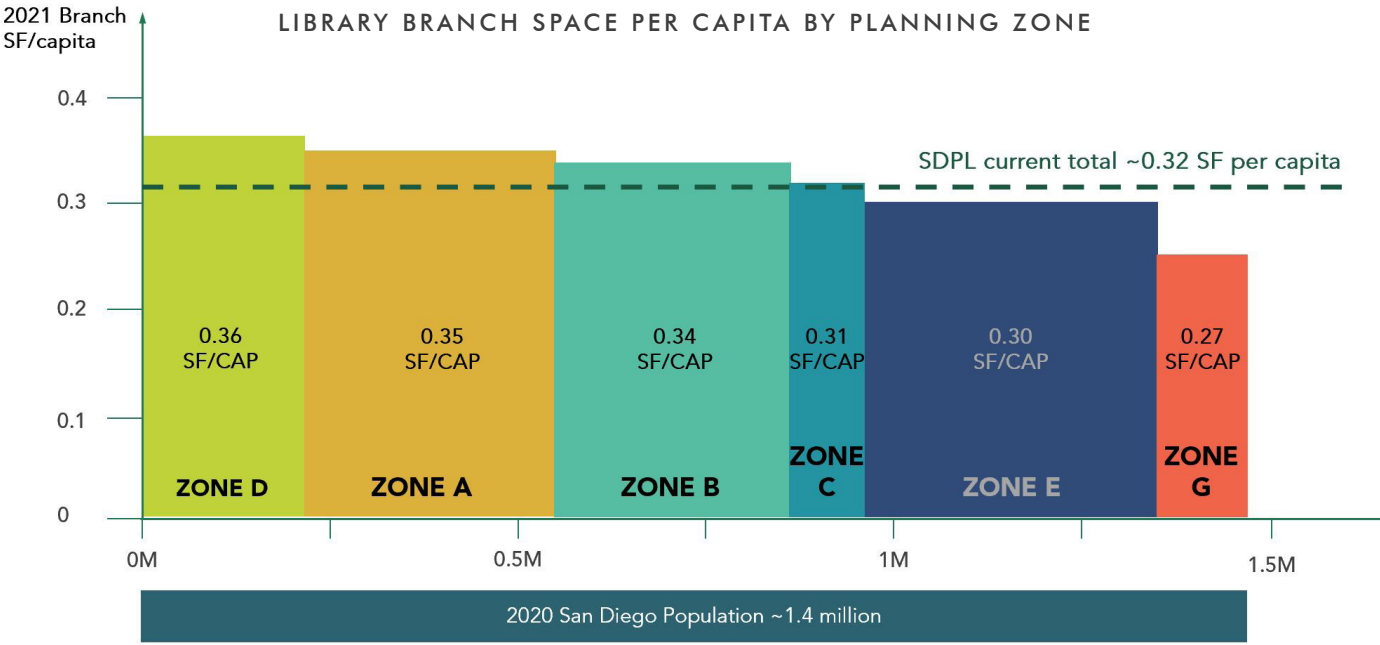 2021 Branch
SF/capita
LIBRARY BRANCH SPACE PER CAPITA BY PLANNING ZONE
0.4
0.3
0.2
0.1
0
SDPL current total ~0.32 SF per capita
0.36
SF/CAP
ZONE D
0.35
SF/CAP
ZONE A
0.34
SF/CAP
ZONE B
0.31
SF/CAP
ZONE
C
0.30
SF/CAP
ZONE E
0.27
SF/CAP
ZONE
G
0M
0.5M
1M
1.5M
2020 San Diego Population ~1.4 million